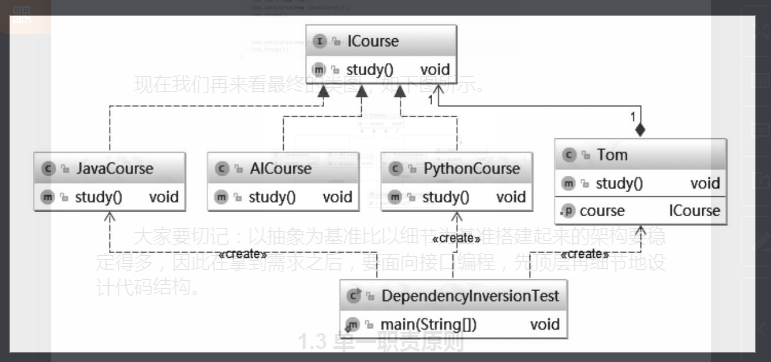 ICourse
study() void
现在我们再来看最终的类图，如下图所示。
1
1
JavaCourse
study() void
AICourse
study() void
PythonCourse
study() void
Tom
study() void
course ICourse
大家要切记：以抽象为基准比以细节为基准搭建起来的架构要稳
«create»
«create»
«create»
定得多，因此在拿到需求之后，要面向接口编程，先顶层再细节地设
计代码结构。
DependencyInversionTest
main(String[]) void
1.3 单一职责原则